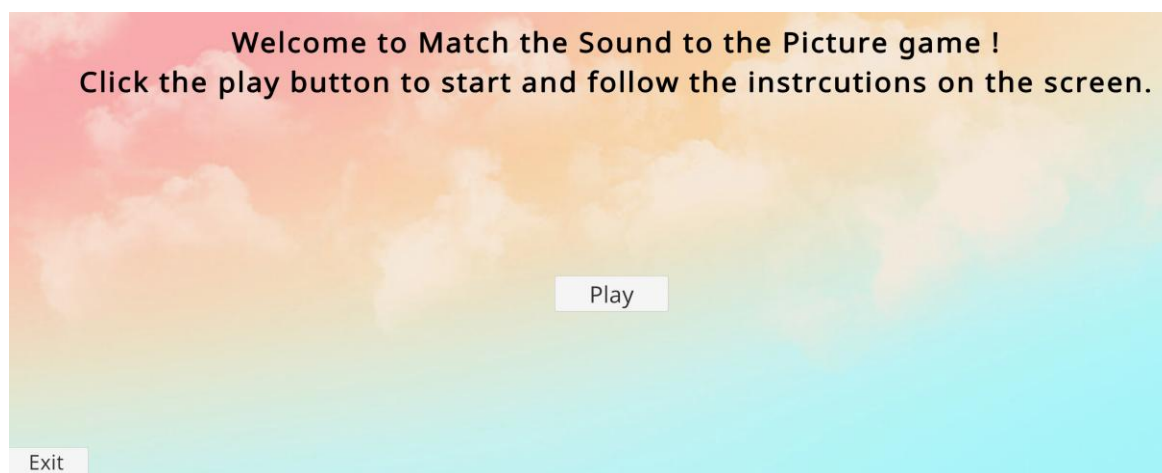 Welcome to Match the Sound to the Picture game !
Click the play button to start and follow the instrcutions on the screen.
Play
Exit